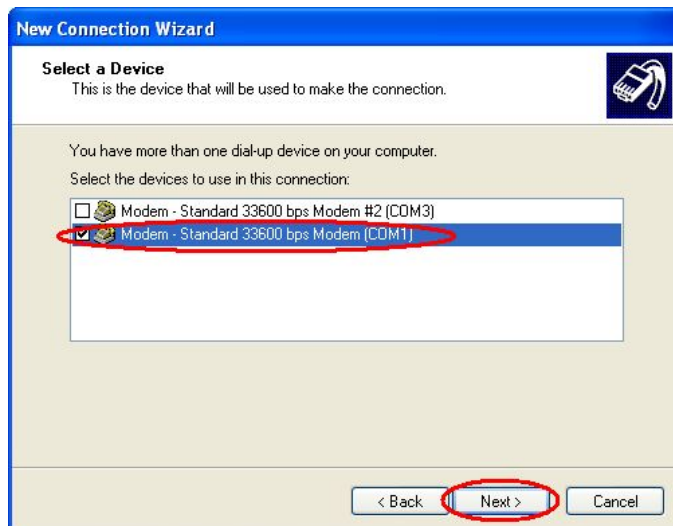 New Connection Wizard
Select a Device
This is the device that will be used to make the connection.
You have more than one dial-up device on your computer.
Select the devices to use in this connection:
Modem - Standard 33600 bps Modem #2 (COM3)
Modem - Standard 33600 bps Modem (COM1)
< Back Next > Cancel